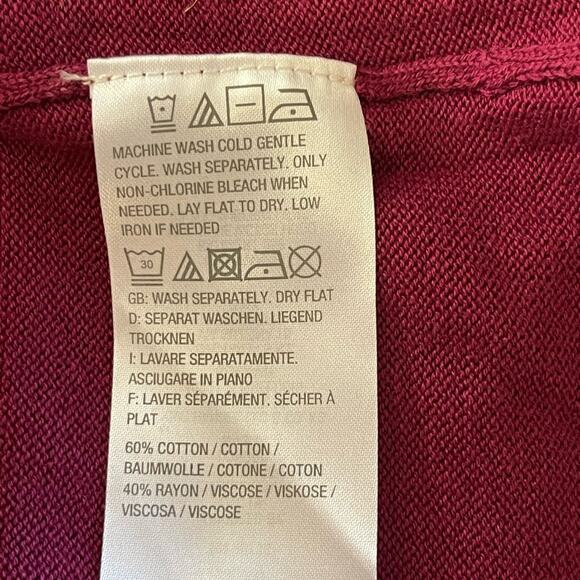 MACHINE WASH COLD GENTLE
CYCLE. WASH SEPARATELY. ONLY
NON-CHLORINE BLEACH WHEN
NEEDED. LAY FLAT TO DRY. LOW
IRON IF NEEDED
30
GB: WASH SEPARATELY. DRY FLAT
D: SEPARAT WASCHEN. LIEGEND
TROCKNEN
I: LAVARE SEPARATAMENTE.
ASCIUGARE IN PIANO
F: LAVER SÉPARÉMENT. SÉCHER À
PLAT
60% COTTON / COTTON /
BAUMWOLLE / COTONE / COTON
40% RAYON / VISCOSE / VISKOSE /
VISCOSA / VISCOSE